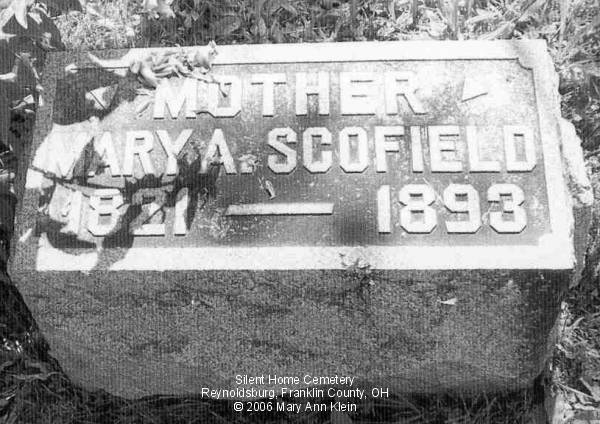 MOTHER
MARY A. SCOFIELD
1821 — 1893
Silent Home Cemetery
Reynoldsburg, Franklin County, OH
© 2006 Mary Ann Klein